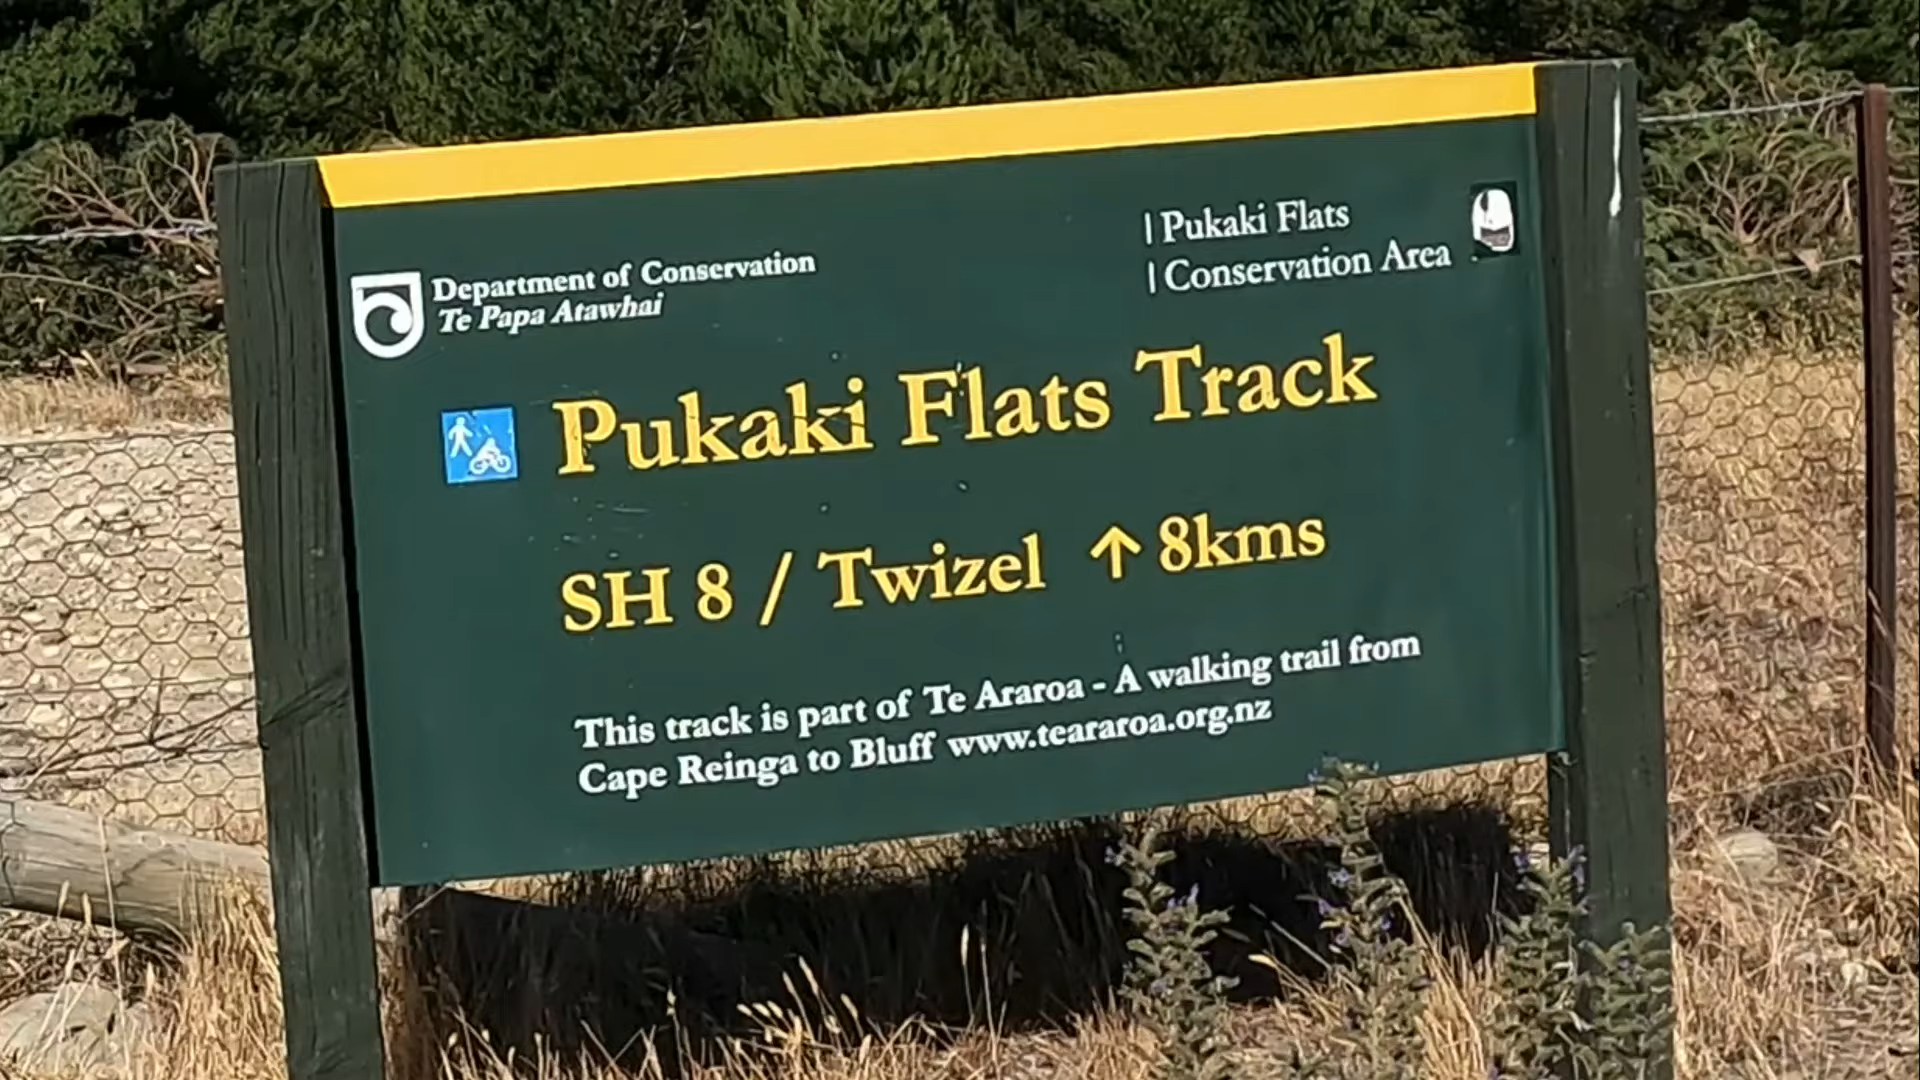 Department of Conservation
Te Papa Atawhai
| Pukaki Flats
| Conservation Area
Pukaki Flats Track
SH 8 / Twizel ↑ 8kms
This track is part of Te Araroa - A walking trail from
Cape Reinga to Bluff www.teararoa.org.nz